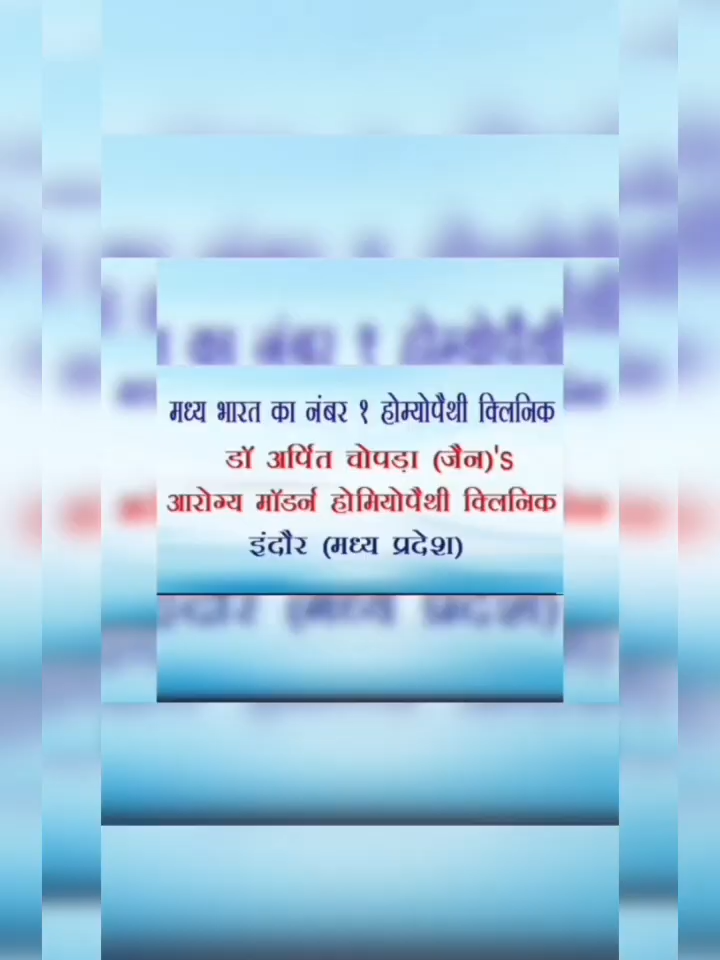 मध्य भारत का नंबर १ होम्योपैथी क्लिनिक
डॉ अर्पित चोपड़ा (जैन)'s
आरोग्य मॉडर्न होमियोपैथी क्लिनिक
इंदौर (मध्य प्रदेश)